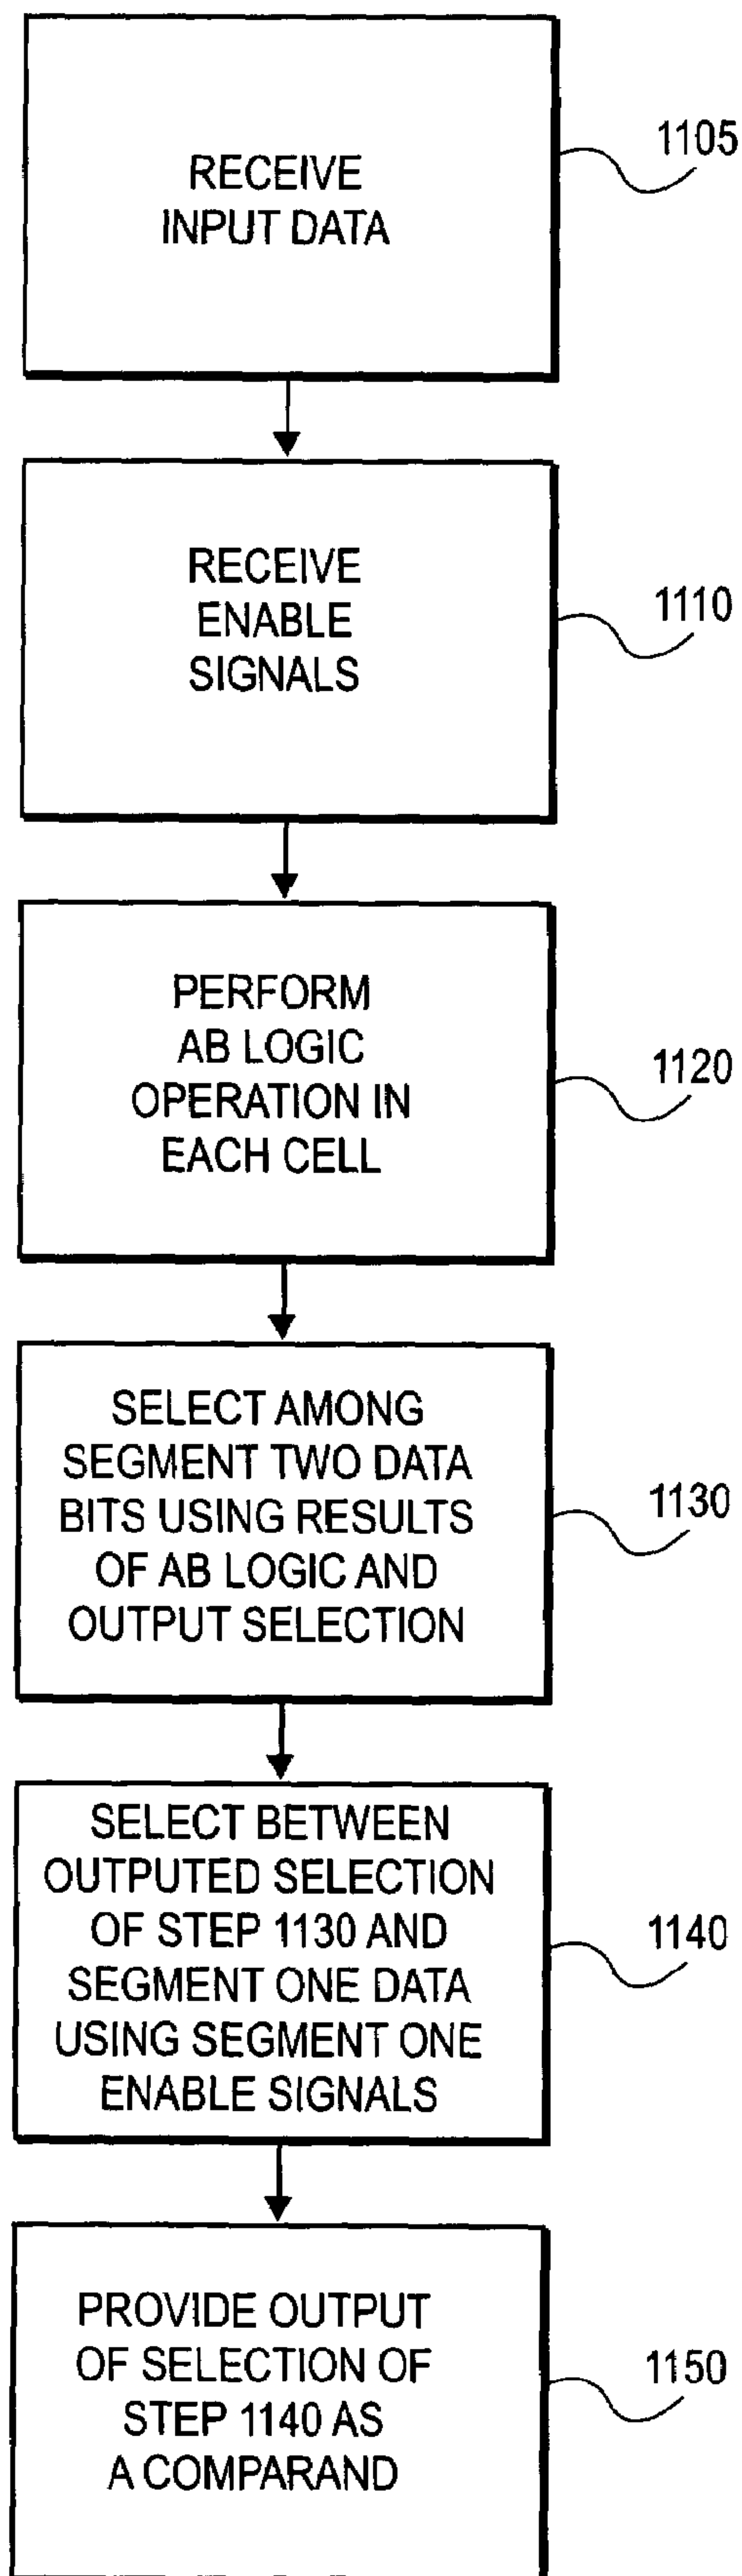 RECEIVE
INPUT DATA
1105
RECEIVE
ENABLE
SIGNALS
1110
PERFORM
AB LOGIC
OPERATION IN
EACH CELL
1120
SELECT AMONG
SEGMENT TWO DATA
BITS USING RESULTS
OF AB LOGIC AND
OUTPUT SELECTION
1130
SELECT BETWEEN
OUTPUTED SELECTION
OF STEP 1130 AND
SEGMENT ONE DATA
USING SEGMENT ONE
ENABLE SIGNALS
1140
PROVIDE OUTPUT
OF SELECTION OF
STEP 1140 AS
A COMPARAND
1150